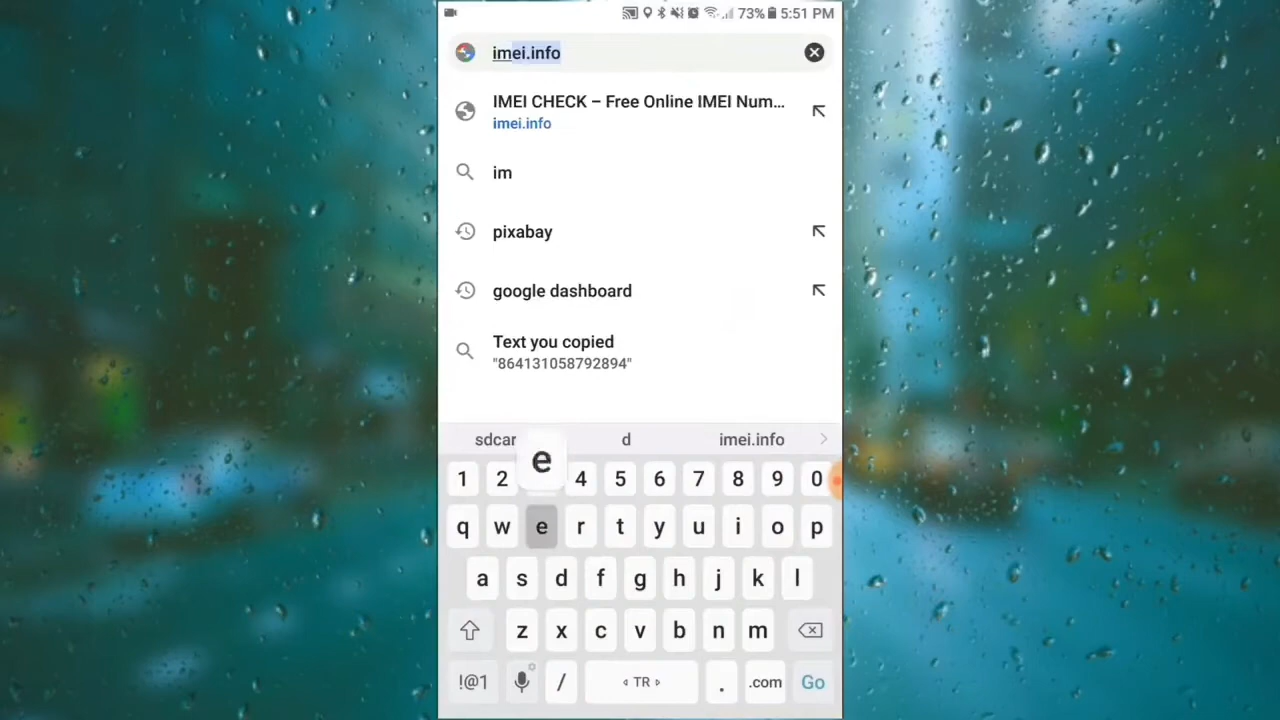 73% 5:51 PM
imei.info
IMEI CHECK – Free Online IMEI Num...
imei.info
im
pixabay
google dashboard
Text you copied
"864131058792894"
sdcar d imei.info
e
1 2 4 5 6 7 8 9 0
q w e r t y u i o p
a s d f g h j k l
z x c v b n m
!@1 / TR . .com Go